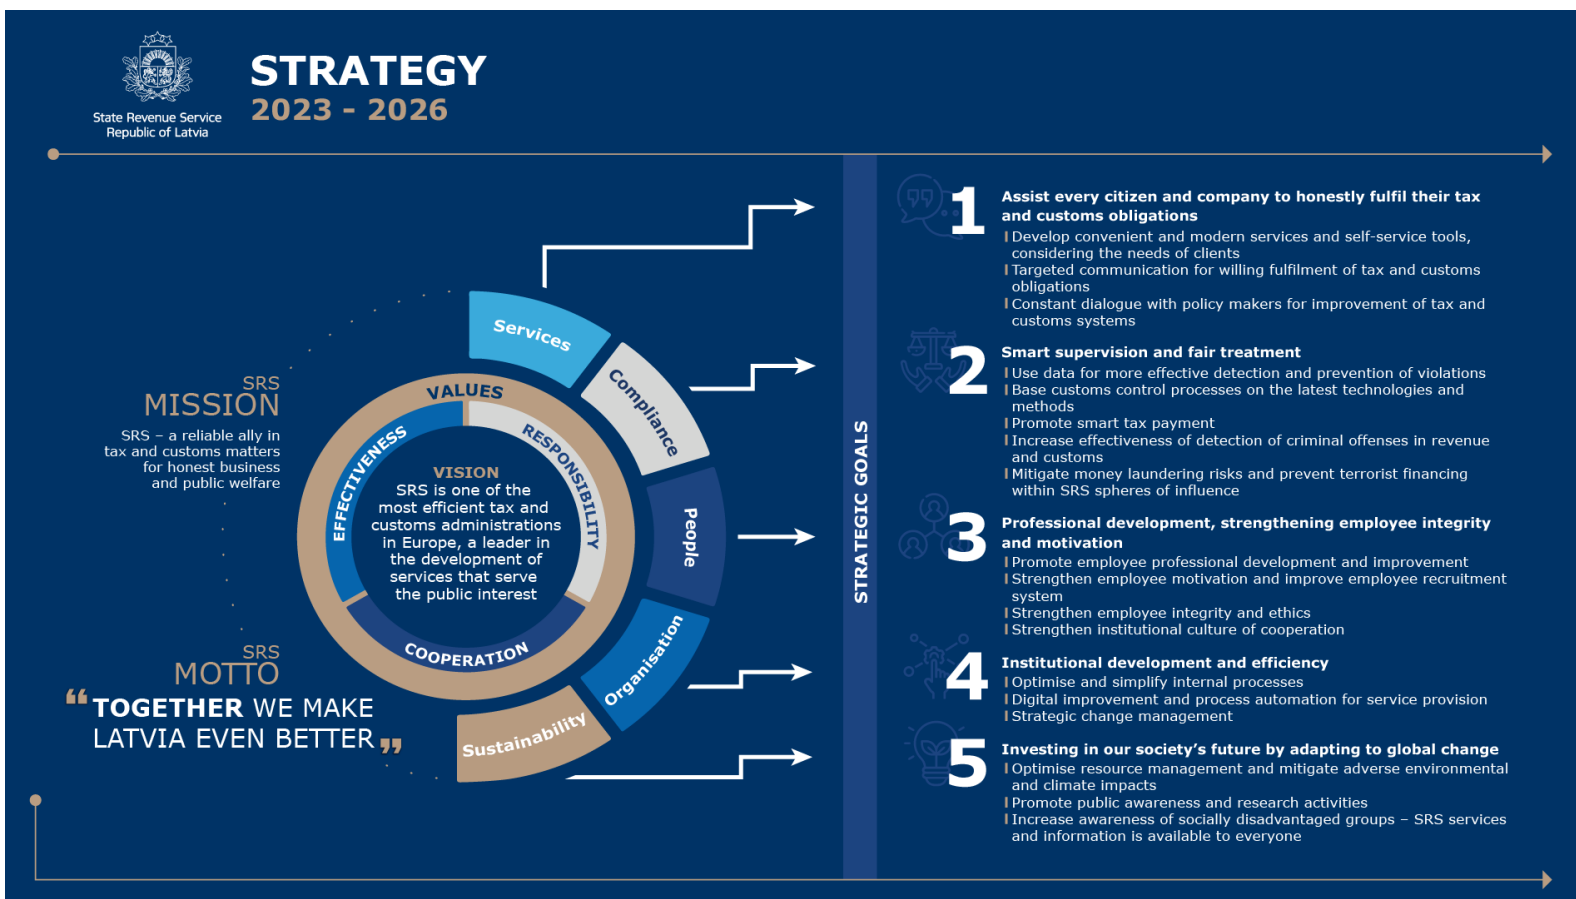 State Revenue Service
Republic of Latvia
STRATEGY
2023 - 2026
SRS
MISSION
SRS – a reliable ally in
tax and customs matters
for honest business
and public welfare
SRS
MOTTO
“TOGETHER WE MAKE
LATVIA EVEN BETTER”
VALUES
EFFECTIVENESS
RESPONSIBILITY
COOPERATION
VISION
SRS is one of the
most efficient tax and
customs administrations
in Europe, a leader in
the development of
services that serve
the public interest
Services
Compliance
People
Organisation
Sustainability
STRATEGIC GOALS
1
Assist every citizen and company to honestly fulfil their tax
and customs obligations
Develop convenient and modern services and self-service tools,
considering the needs of clients
Targeted communication for willing fulfilment of tax and customs
obligations
Constant dialogue with policy makers for improvement of tax and
customs systems
2
Smart supervision and fair treatment
Use data for more effective detection and prevention of violations
Base customs control processes on the latest technologies and
methods
Promote smart tax payment
Increase effectiveness of detection of criminal offenses in revenue
and customs
Mitigate money laundering risks and prevent terrorist financing
within SRS spheres of influence
3
Professional development, strengthening employee integrity
and motivation
Promote employee professional development and improvement
Strengthen employee motivation and improve employee recruitment
system
Strengthen employee integrity and ethics
Strengthen institutional culture of cooperation
4
Institutional development and efficiency
Optimise and simplify internal processes
Digital improvement and process automation for service provision
Strategic change management
5
Investing in our society’s future by adapting to global change
Optimise resource management and mitigate adverse environmental
and climate impacts
Promote public awareness and research activities
Increase awareness of socially disadvantaged groups – SRS services
and information is available to everyone